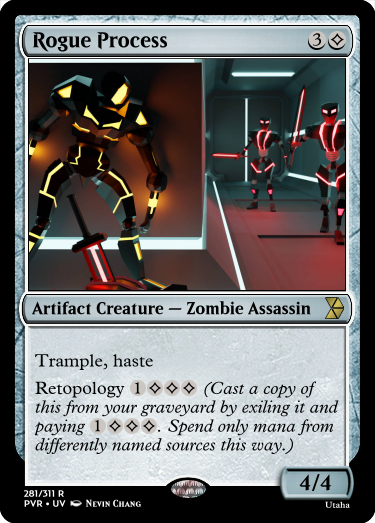 Rogue Process 3◇
Artifact Creature — Zombie Assassin
Trample, haste
Retopology 1◇◇◇ (Cast a copy of
this from your graveyard by exiling it and
paying 1◇◇◇. Spend only mana from
differently named sources this way.)
4/4
281/311 R
PVR • UV Nevin Chang
Utaha